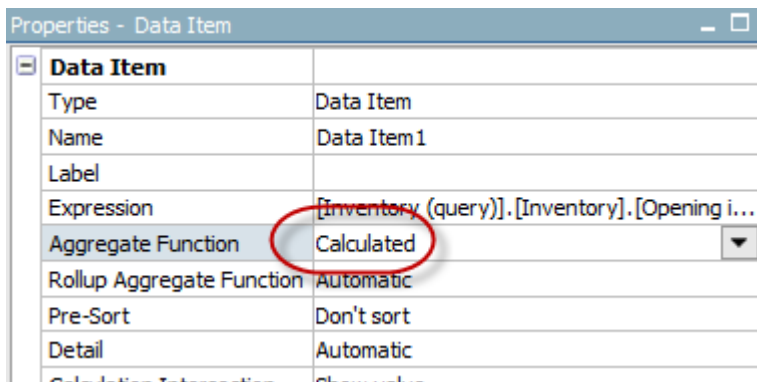 Properties - Data Item
Data Item
Type Data Item
Name Data Item1
Label
Expression [Inventory (query)].[Inventory].[Opening i...
Aggregate Function Calculated
Rollup Aggregate Function Automatic
Pre-Sort Don't sort
Detail Automatic